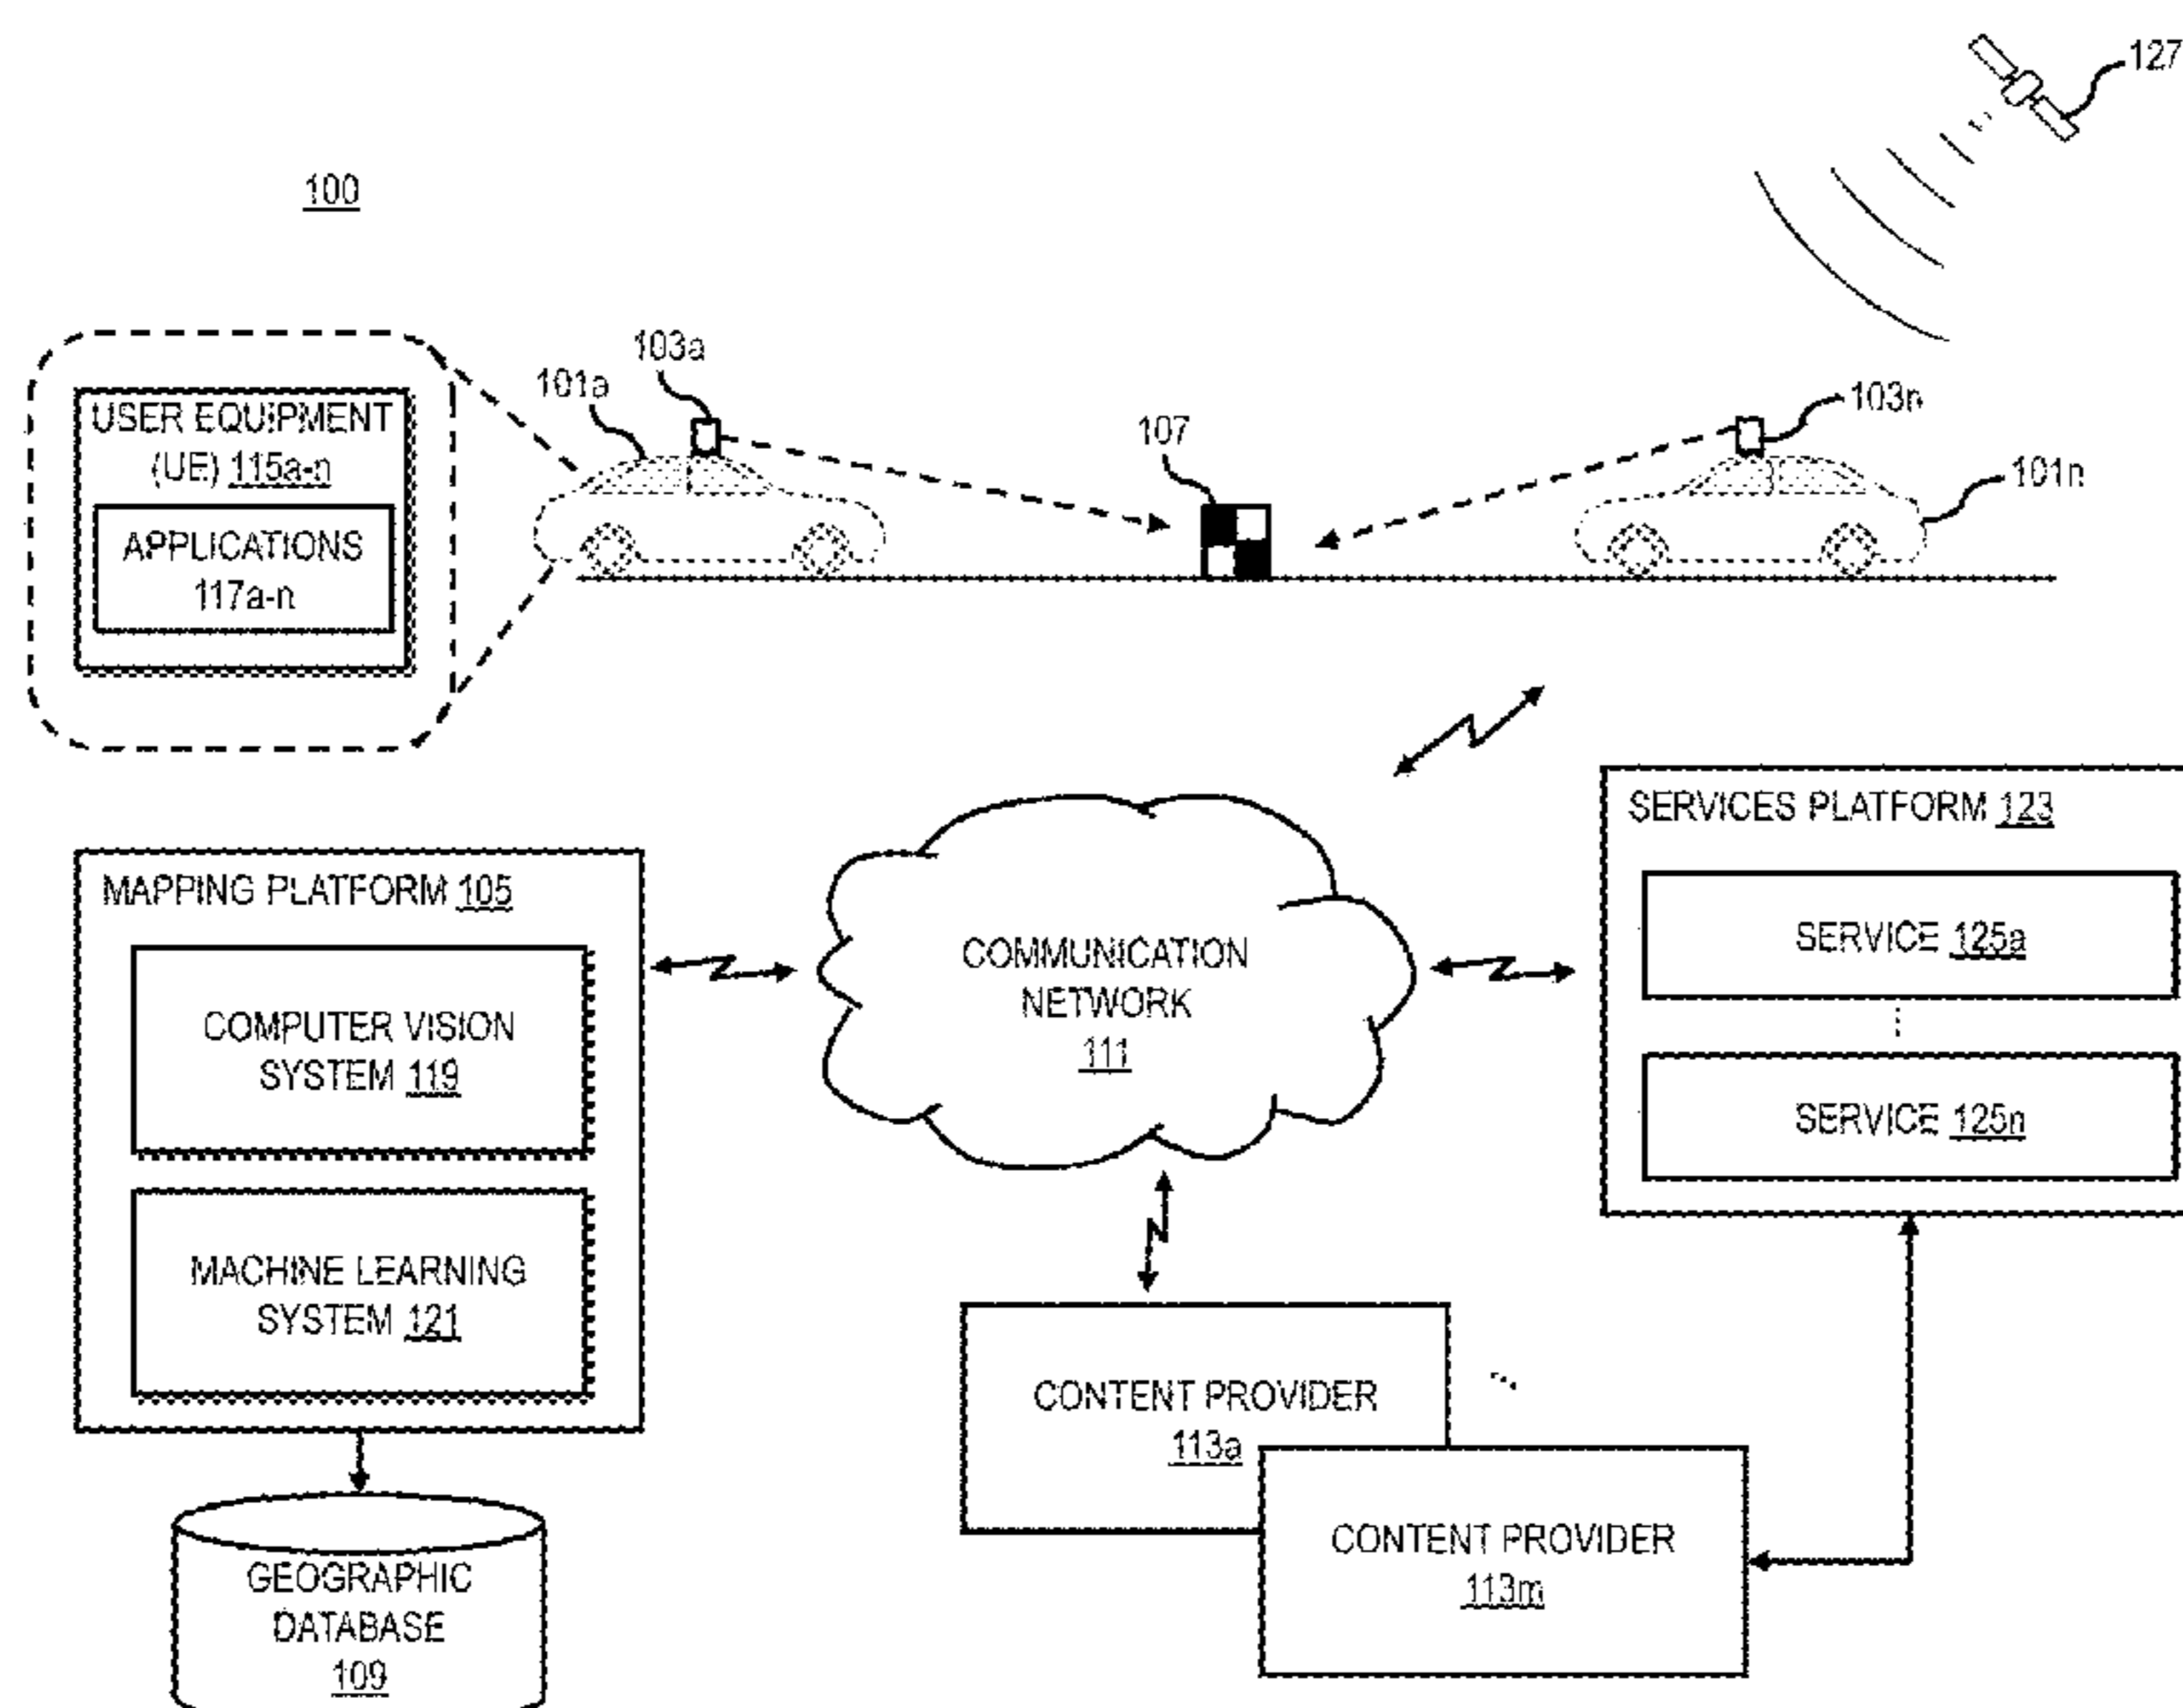 127
100
103a
101a
103n
107
101n
USER EQUIPMENT
(UE) 115a-n
APPLICATIONS
117a-n
SERVICES PLATFORM 123
MAPPING PLATFORM 105
SERVICE 125a
COMMUNICATION
NETWORK
111
COMPUTER VISION
SYSTEM 119
SERVICE 125n
MACHINE LEARNING
SYSTEM 121
CONTENT PROVIDER
113a
CONTENT PROVIDER
113m
GEOGRAPHIC
DATABASE
109